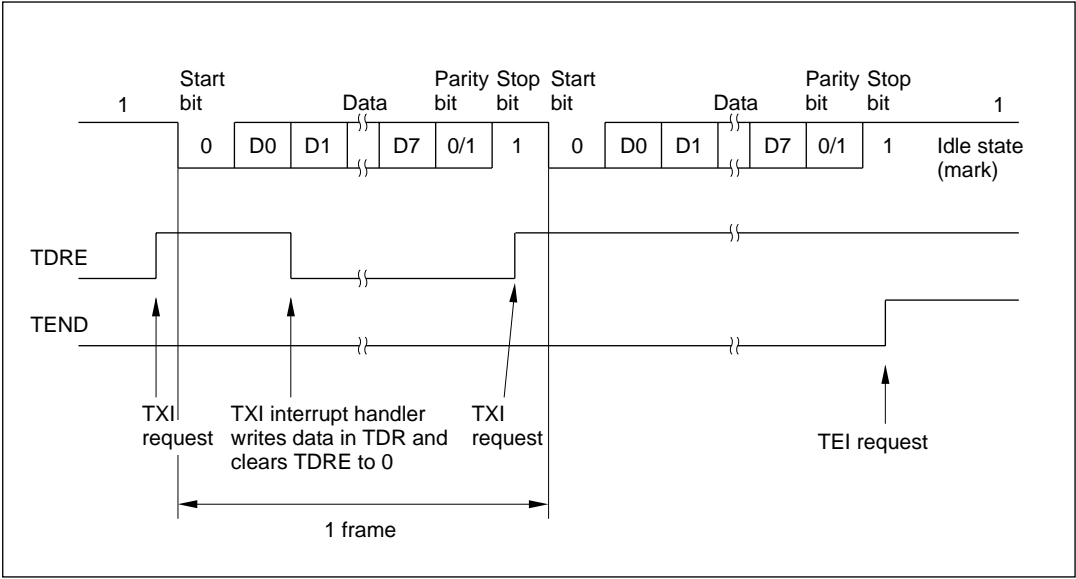 Start Parity Stop Start Parity Stop
1 bit Data bit bit bit Data bit bit 1
0 D0 D1 D7 0/1 1 0 D0 D1 D7 0/1 1 Idle state
(mark)
TDRE
TEND
TXI TXI interrupt handler TXI
request writes data in TDR and request TEI request
clears TDRE to 0
1 frame